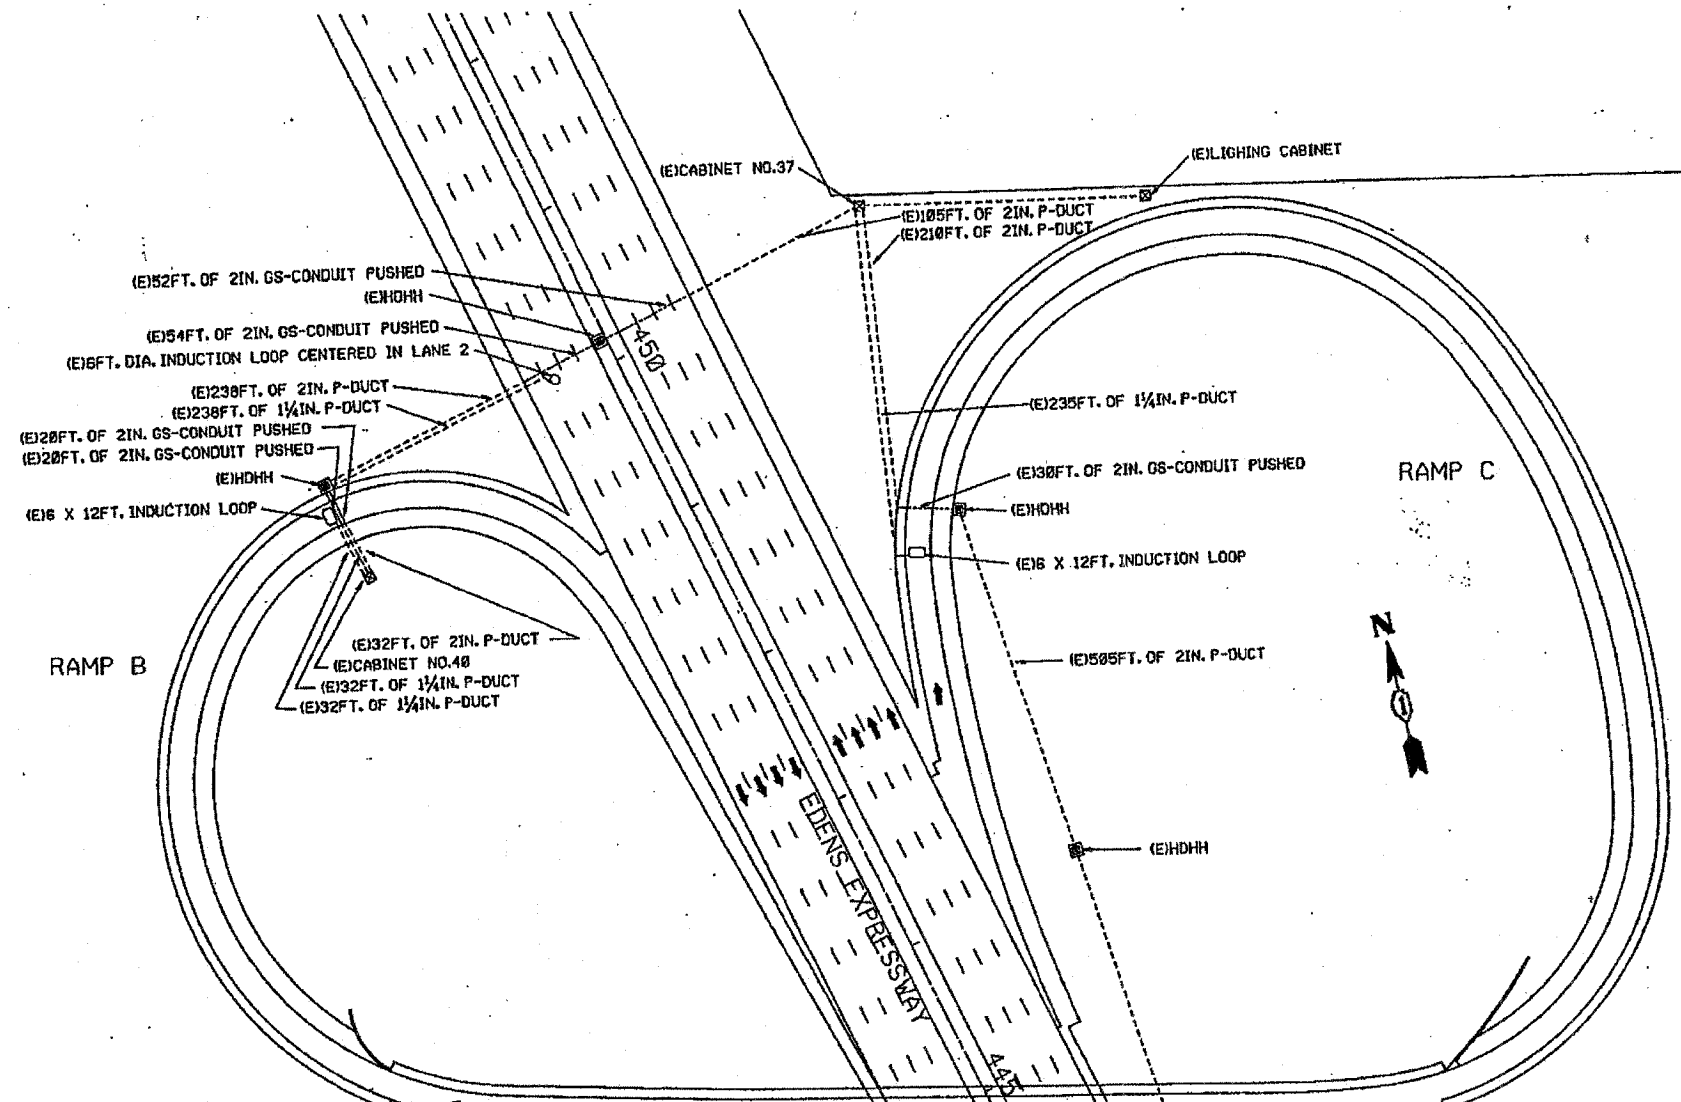 (E)LIGHING CABINET
(E)CABINET NO.37
(E)105FT. OF 2IN. P-DUCT
(E)210FT. OF 2IN. P-DUCT
(E)52FT. OF 2IN. GS-CONDUIT PUSHED
(E)HDHH
(E)54FT. OF 2IN. GS-CONDUIT PUSHED
450
(E)6FT. DIA. INDUCTION LOOP CENTERED IN LANE 2
(E)238FT. OF 2IN. P-DUCT
(E)238FT. OF 1¼IN. P-DUCT
(E)235FT. OF 1¼IN. P-DUCT
(E)20FT. OF 2IN. GS-CONDUIT PUSHED
(E)20FT. OF 2IN. GS-CONDUIT PUSHED
(E)HDHH
(E)6 X 12FT. INDUCTION LOOP
(E)30FT. OF 2IN. GS-CONDUIT PUSHED
RAMP C
(E)HDHH
(E)6 X 12FT. INDUCTION LOOP
N
1
(E)32FT. OF 2IN. P-DUCT
(E)CABINET NO.40
(E)32FT. OF 1¼IN. P-DUCT
(E)32FT. OF 1¼IN. P-DUCT
RAMP B
(E)505FT. OF 2IN. P-DUCT
(E)HDHH
EDENS EXPRESSWAY
445